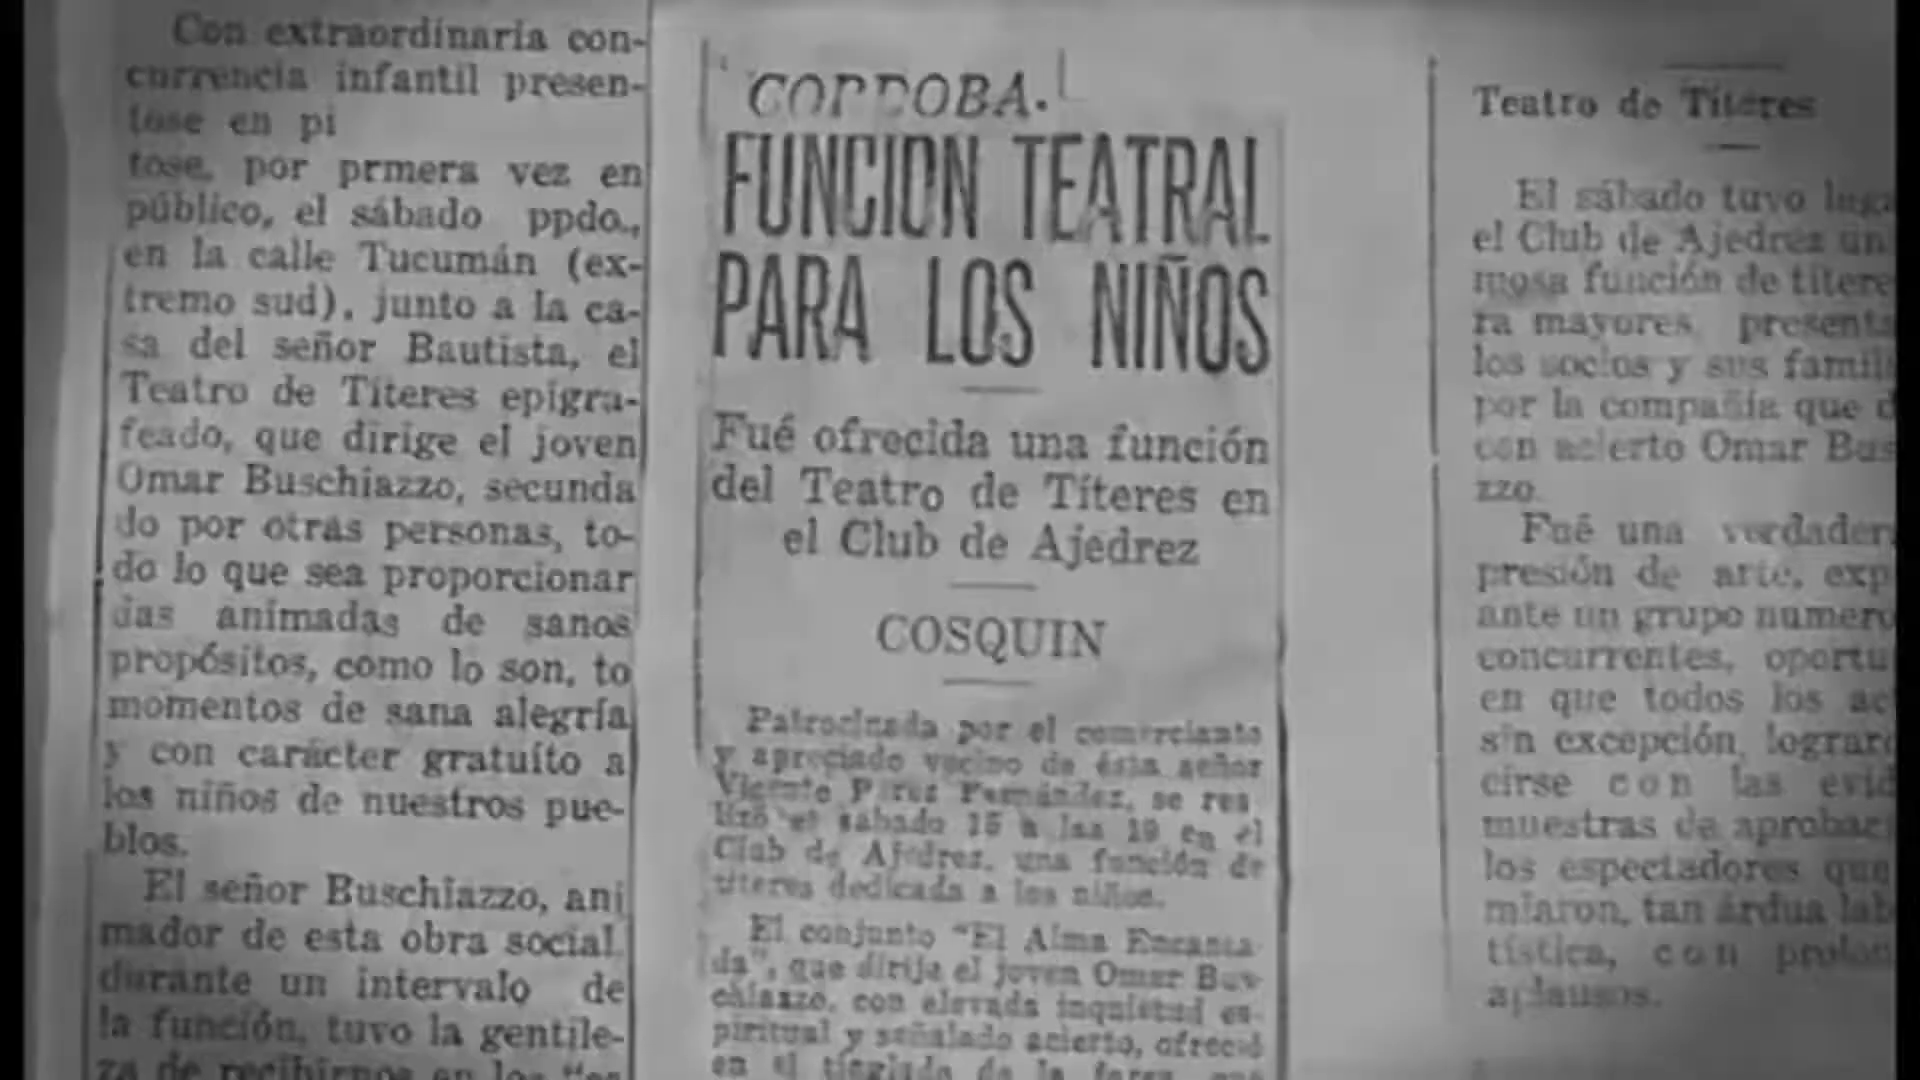 Con extraordinaria con-
currencia infantil presen-
tose en pi
tose, por prmera vez en
público, el sábado ppdo.,
en la calle Tucumán (ex-
tremo sud), junto a la ca-
sa del señor Bautista, el
Teatro de Títeres epigra-
feado, que dirige el joven
Omar Buschiazzo, secunda
do por otras personas, to-
do lo que sea proporcionar
das animadas de sanos
propósitos, como lo son, to
momentos de sana alegría
y con carácter gratuíto a
los niños de nuestros pue-
blos.
El señor Buschiazzo, ani
mador de esta obra social,
durante un intervalo de
la función, tuvo la gentile-
za de recibirnos en los
CORDOBA.
FUNCION TEATRAL
PARA LOS NIÑOS
Fué ofrecida una función
del Teatro de Títeres en
el Club de Ajedrez
COSQUIN
Patrocinada por el comerciante
y apreciado vecino de ésta señor
Vicente Pérez Fernández, se rea
lizó el sábado 15 a las 19 en el
Club de Ajedrez, una función de
títeres dedicada a los niños.
El conjunto "El Alma Encanta-
da", que dirije el joven Omar Bus-
chiazzo, con elevada inquietud es-
piritual y señalado acierto, ofreció
en el tinglado de la farsa,
Teatro de Títeres
El sábado tuvo luga
el Club de Ajedrez un
mosa función de títere
ra mayores, presenta
los socios y sus famili
por la compañía que d
con acierto Omar Bus
zzo.
Fué una verdader
presión de arte, exp
ante un grupo numero
concurrentes, oportu
en que todos los ac
sin excepción, lograro
cirse con las evid
muestras de aprobac
los espectadores que
miaron, tan árdua lab
tística, con prolon
aplausos.